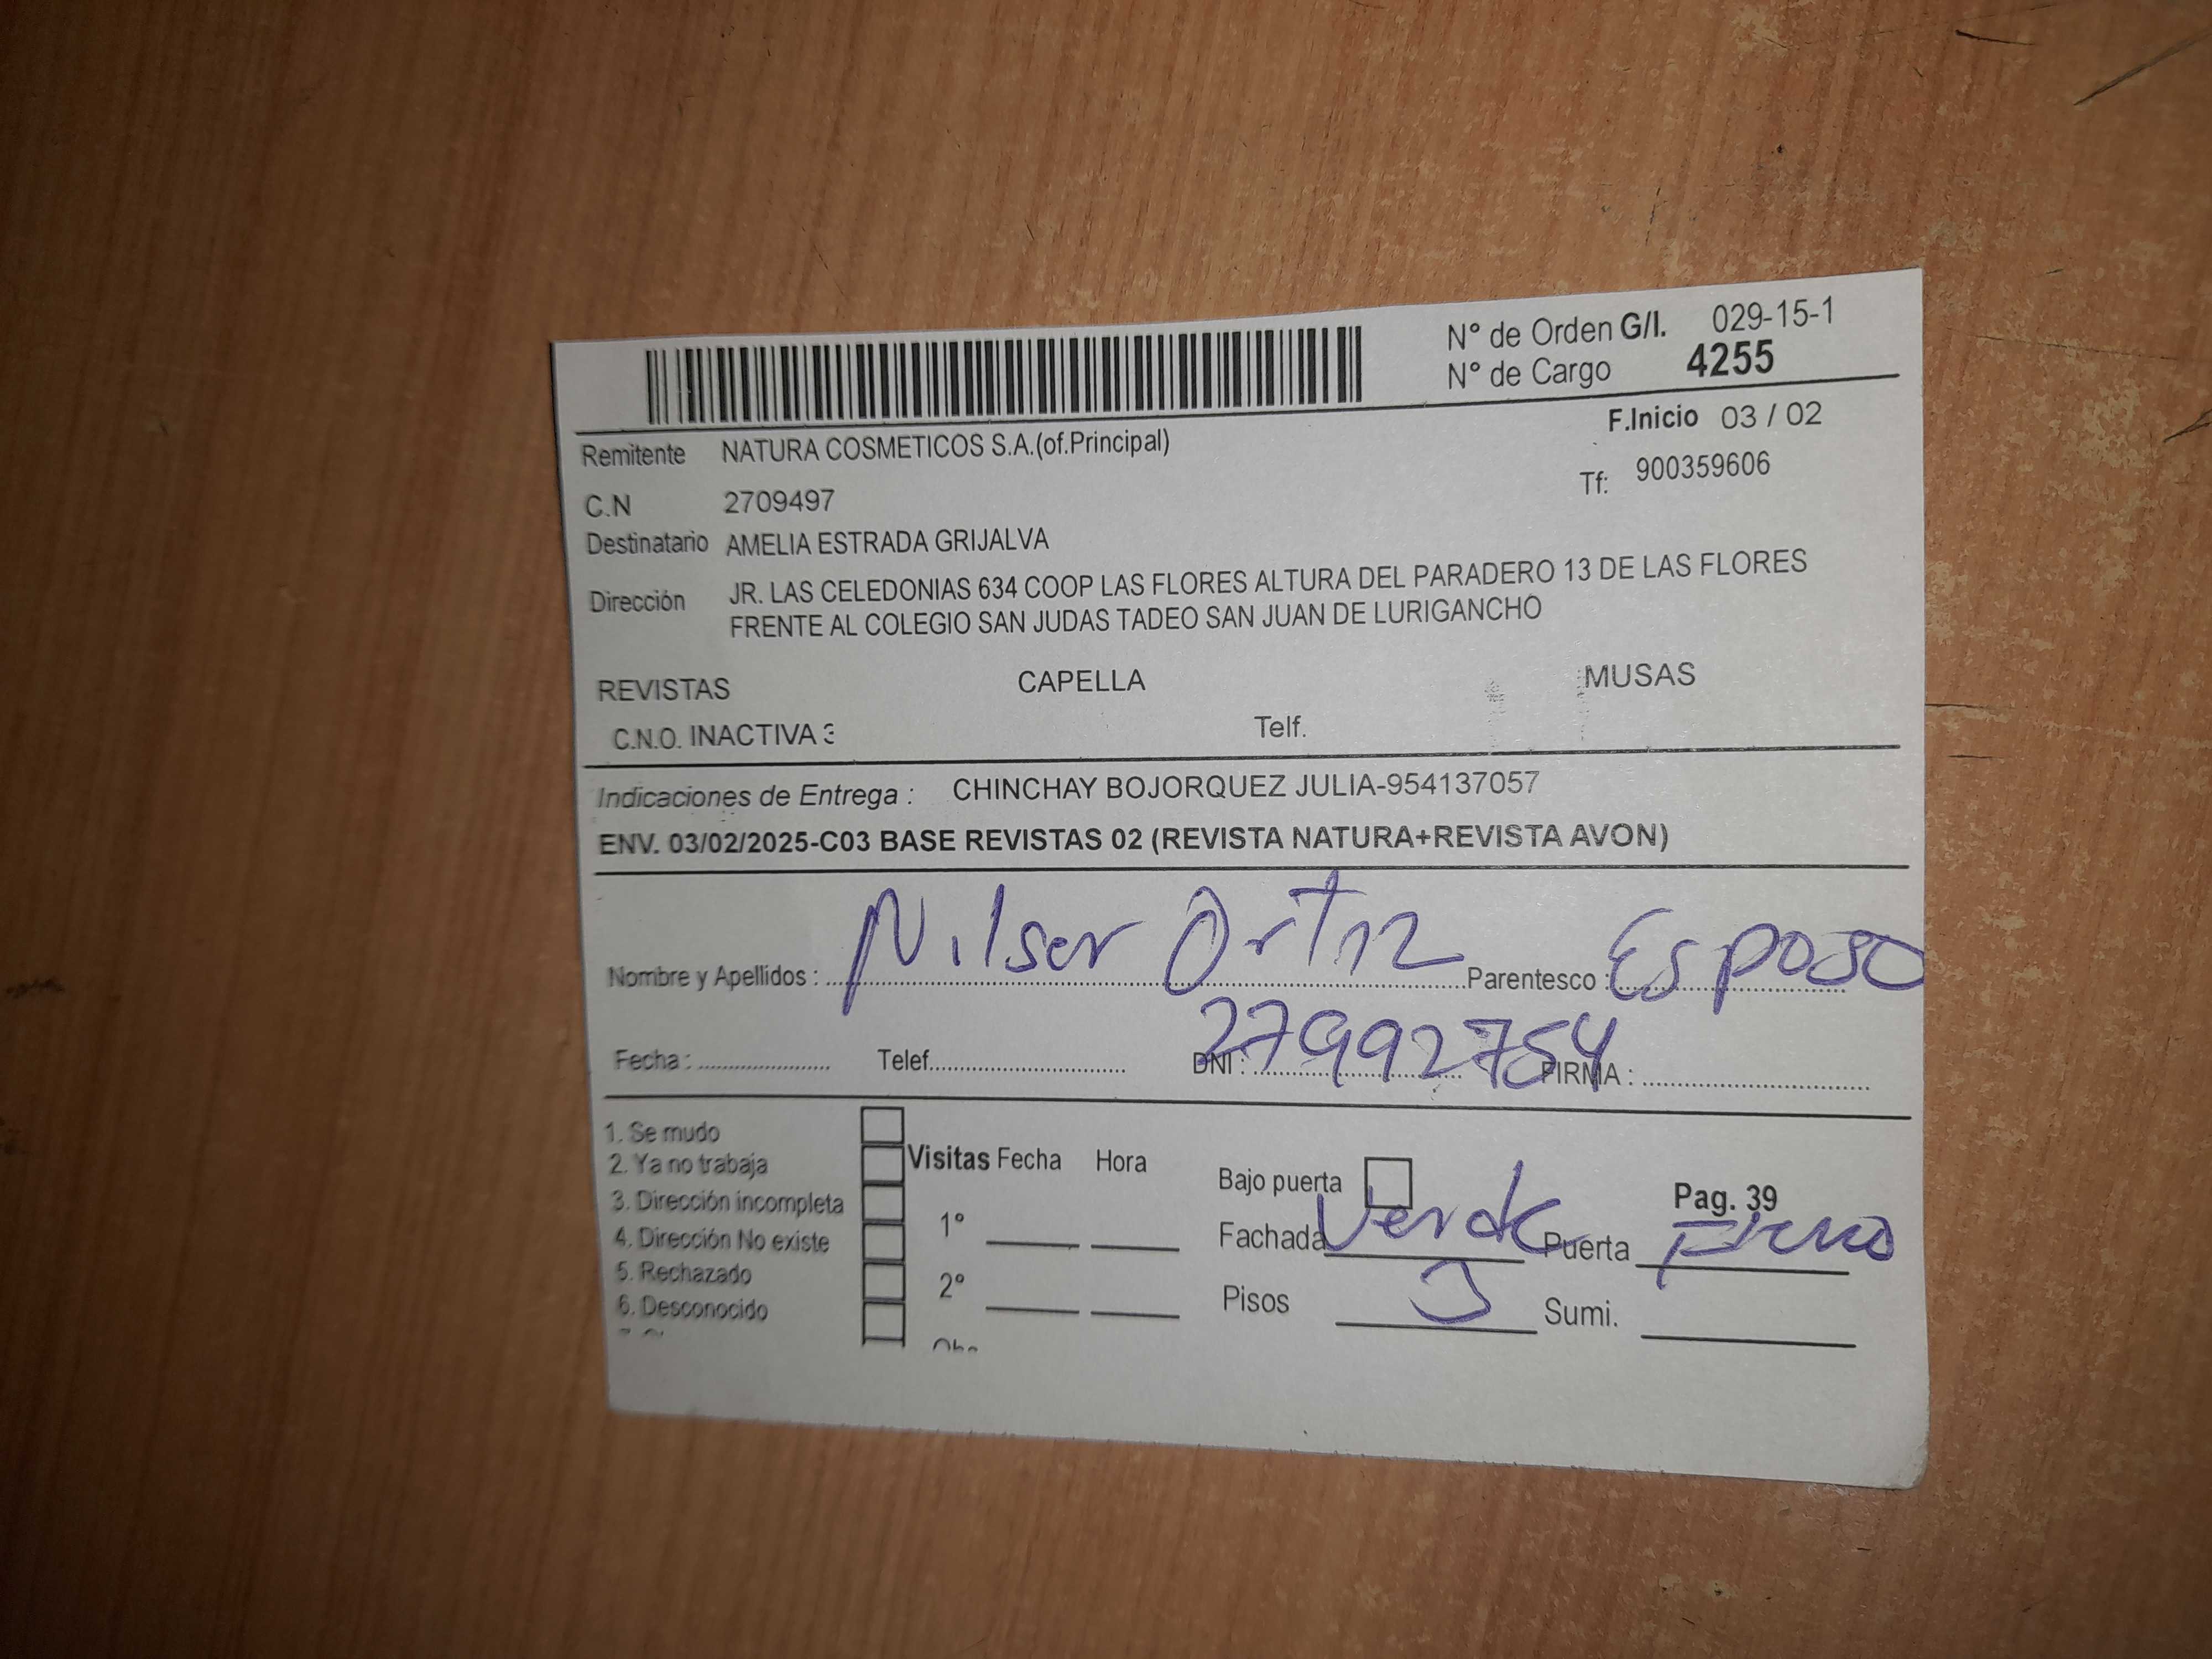 N° de Orden G/I. 029-15-1
N° de Cargo 4255
F.Inicio 03 / 02
Remitente NATURA COSMETICOS S.A.(of.Principal)
Tf: 900359606
C.N 2709497
Destinatario AMELIA ESTRADA GRIJALVA
Dirección JR. LAS CELEDONIAS 634 COOP LAS FLORES ALTURA DEL PARADERO 13 DE LAS FLORES
FRENTE AL COLEGIO SAN JUDAS TADEO SAN JUAN DE LURIGANCHO
REVISTAS CAPELLA MUSAS
C.N.O. INACTIVA 3 Telf.
Indicaciones de Entrega : CHINCHAY BOJORQUEZ JULIA-954137057
ENV. 03/02/2025-C03 BASE REVISTAS 02 (REVISTA NATURA+REVISTA AVON)
Nombre y Apellidos : Nilser Ortiz Parentesco : Esposo
Fecha : Telef. DNI : 27992754 FIRMA :
1. Se mudo
2. Ya no trabaja
3. Dirección incompleta
4. Dirección No existe
5. Rechazado
6. Desconocido
Visitas Fecha Hora
1°
2°
Bajo puerta Pag. 39
Fachada Verde Puerta Fierro
Pisos 3 Sumi.